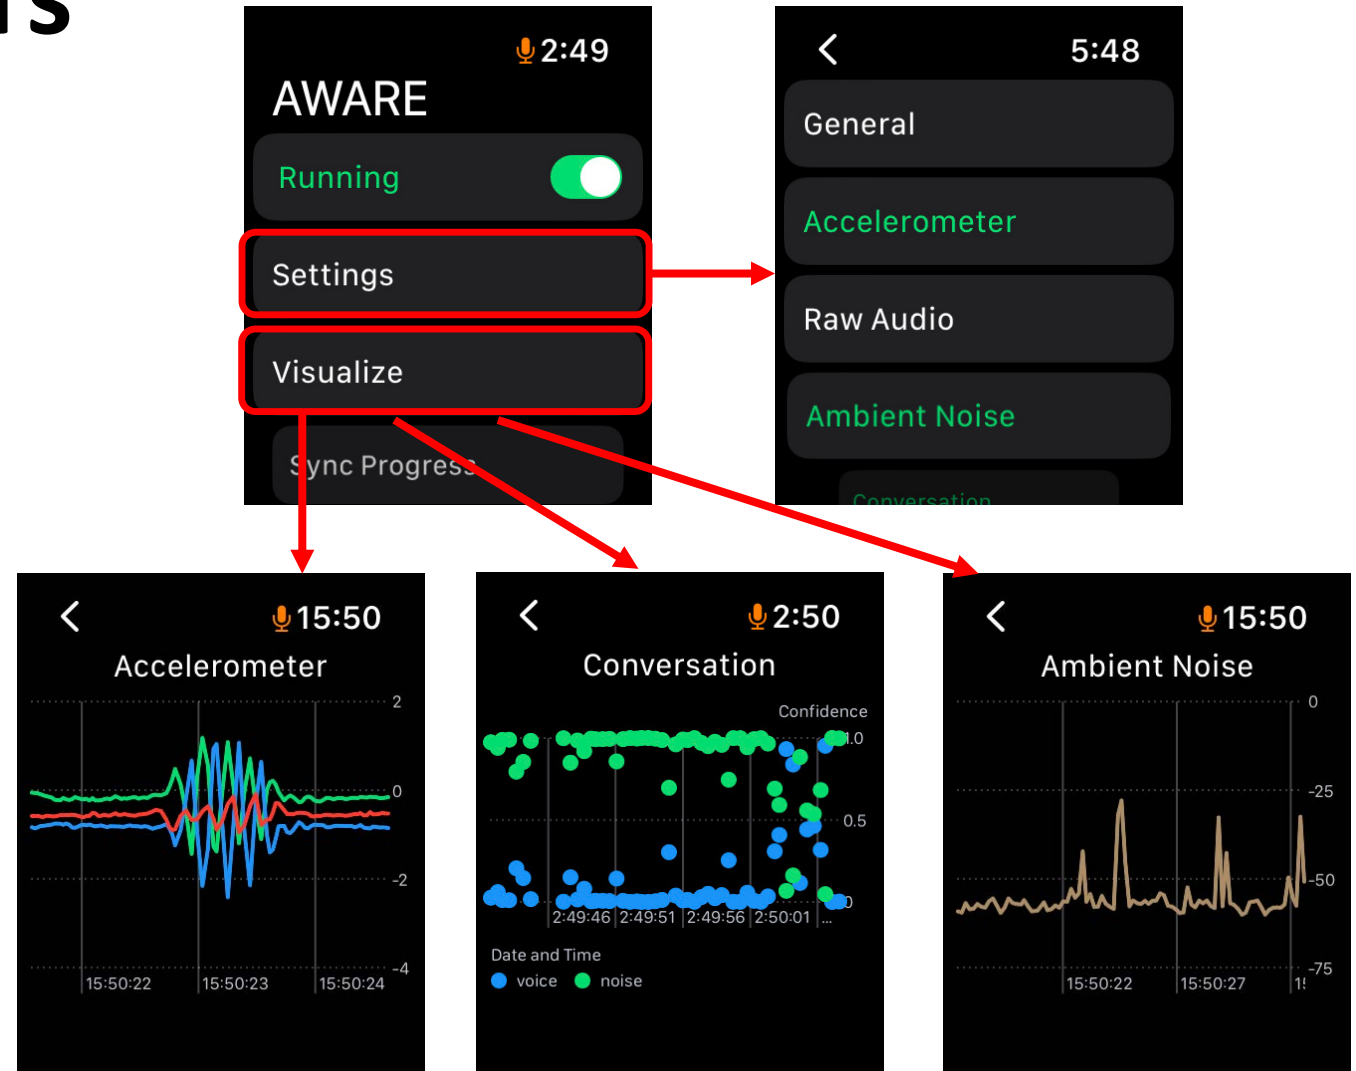 2:49
AWARE
Running
Settings
Visualize
Sync Progress
5:48
General
Accelerometer
Raw Audio
Ambient Noise
Conversation
15:50
Accelerometer
2
0
-2
-4
15:50:22 15:50:23 15:50:24
2:50
Conversation
Confidence
1.0
0.5
0
2:49:46 2:49:51 2:49:56 2:50:01 ...
Date and Time
voice noise
15:50
Ambient Noise
0
-25
-50
-75
15:50:22 15:50:27